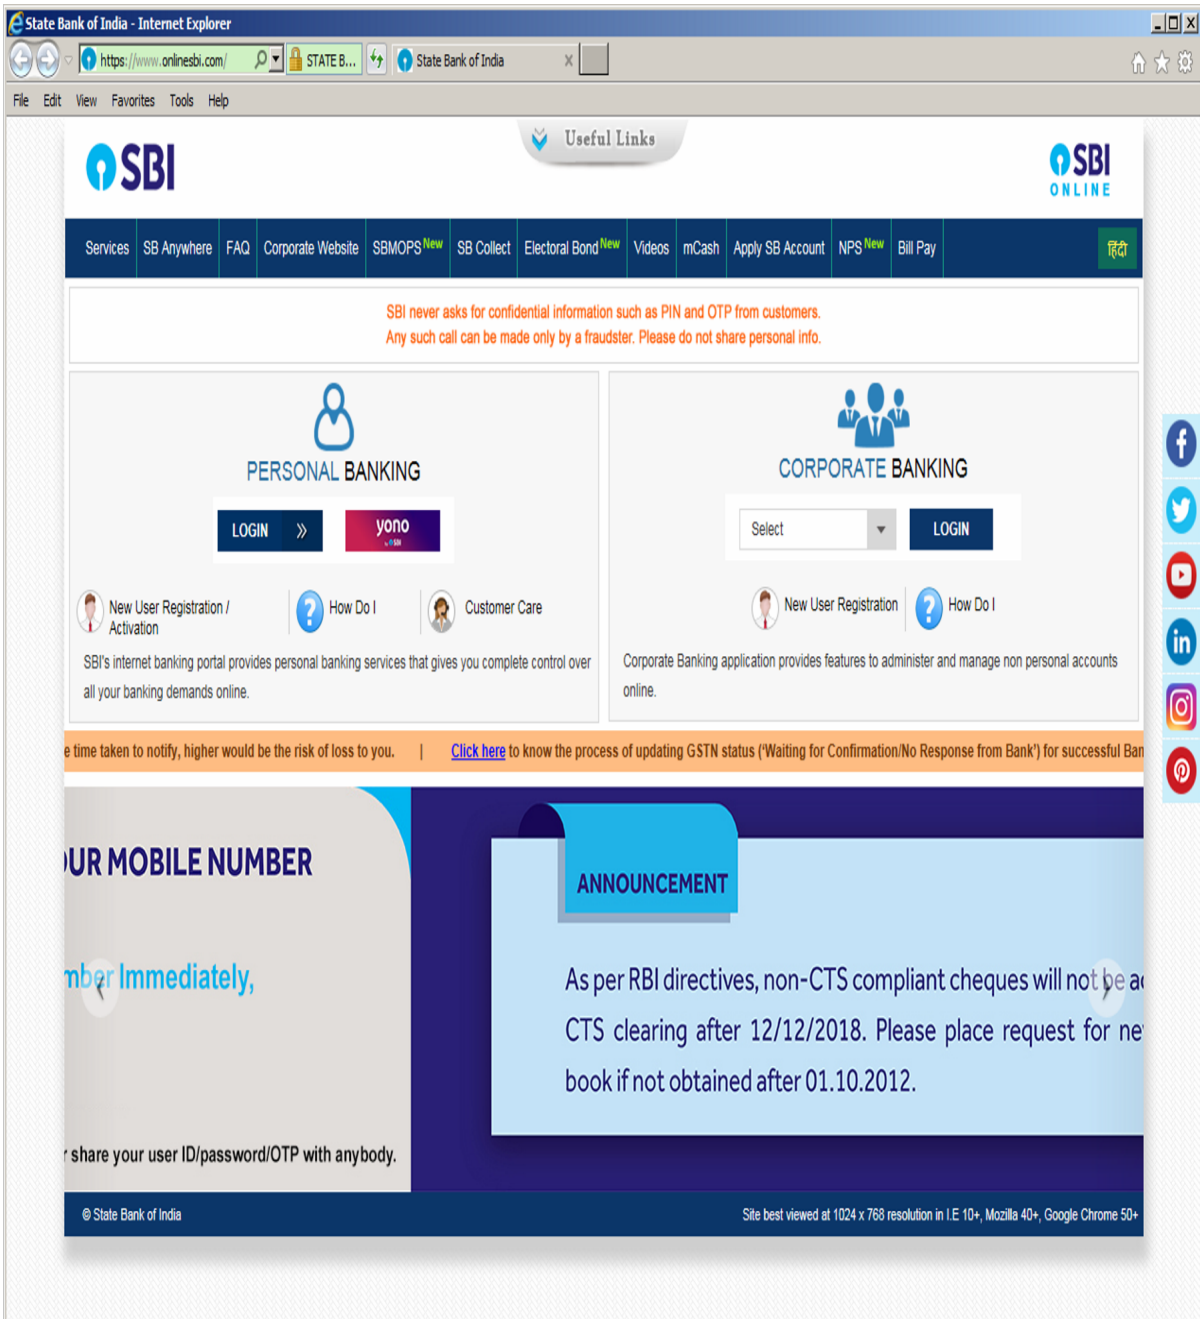 State Bank of India - Internet Explorer
https://www.onlinesbi.com/ STATE B... State Bank of India
File Edit View Favorites Tools Help
Useful Links
SBI
SBI
ONLINE
Services SB Anywhere FAQ Corporate Website SBMOPS New SB Collect Electoral Bond New Videos mCash Apply SB Account NPS New Bill Pay हिंदी
SBI never asks for confidential information such as PIN and OTP from customers.
Any such call can be made only by a fraudster. Please do not share personal info.
PERSONAL BANKING
LOGIN » yono
by SBI
New User Registration /
Activation
How Do I
Customer Care
SBI's internet banking portal provides personal banking services that gives you complete control over
all your banking demands online.
CORPORATE BANKING
Select LOGIN
New User Registration
How Do I
Corporate Banking application provides features to administer and manage non personal accounts
online.
e time taken to notify, higher would be the risk of loss to you. | Click here to know the process of updating GSTN status ('Waiting for Confirmation/No Response from Bank') for successful Ban
OUR MOBILE NUMBER
mber Immediately,
r share your user ID/password/OTP with anybody.
ANNOUNCEMENT
As per RBI directives, non-CTS compliant cheques will not be ac
CTS clearing after 12/12/2018. Please place request for ne
book if not obtained after 01.10.2012.
© State Bank of India
Site best viewed at 1024 x 768 resolution in I.E 10+, Mozilla 40+, Google Chrome 50+